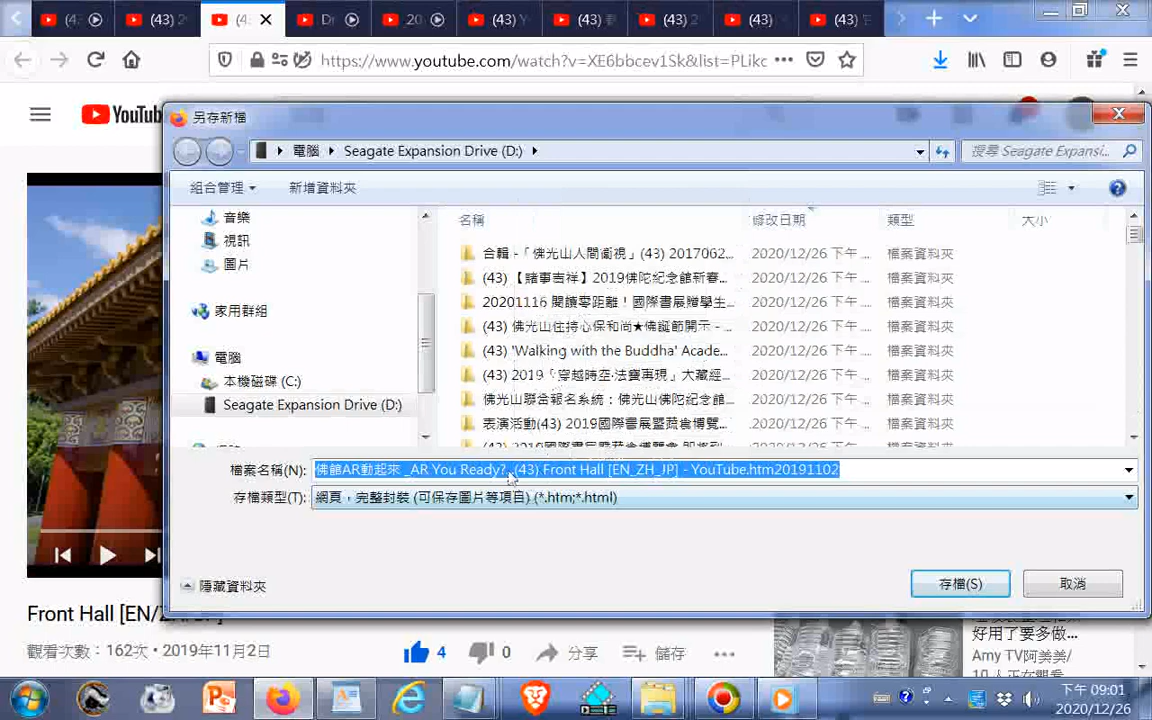 (4
(43) 2
(4.
D
20
(43) Y
(43)
(43) 2
(43)
(43)
https://www.youtube.com/watch?v=XE6bbcev1Sk&list=PLikc
YouTube
另存新檔
電腦 Seagate Expansion Drive (D:)
搜尋 Seagate Expansi...
組合管理 新增資料夾
音樂
視訊
圖片
家用群組
電腦
本機磁碟 (C:)
Seagate Expansion Drive (D:)
名稱 修改日期 類型 大小
合輯 -「佛光山人間衛視」(43) 2017062... 2020/12/26 下午 ... 檔案資料夾
(43) 【諸事吉祥】2019佛陀紀念館新春... 2020/12/26 下午 ... 檔案資料夾
20201116 閱讀零距離！國際書展贈學生... 2020/12/26 下午 ... 檔案資料夾
(43) 佛光山住持心保和尚★佛誕節開示 - ... 2020/12/26 下午 ... 檔案資料夾
(43) 'Walking with the Buddha' Acade... 2020/12/26 下午 ... 檔案資料夾
(43) 2019「穿越時空·法寶再現」大藏經... 2020/12/26 下午 ... 檔案資料夾
佛光山聯合報名系統：佛光山佛陀紀念館... 2020/12/26 下午 ... 檔案資料夾
表演活動(43) 2019國際書展暨蔬食博覽... 2020/12/26 下午 ... 檔案資料夾
檔案名稱(N): 佛館AR動起來 _AR You Ready?_(43) Front Hall [EN_ZH_JP] - YouTube.htm20191102
存檔類型(T): 網頁，完整封裝 (可保存圖片等項目) (*.htm;*.html)
隱藏資料夾
存檔(S) 取消
Front Hall [EN/ZH/JP]
觀看次數：162次 • 2019年11月2日
4 0 分享 儲存
好用了要多做...
Amy TV阿美美/
下午 09:01
2020/12/26